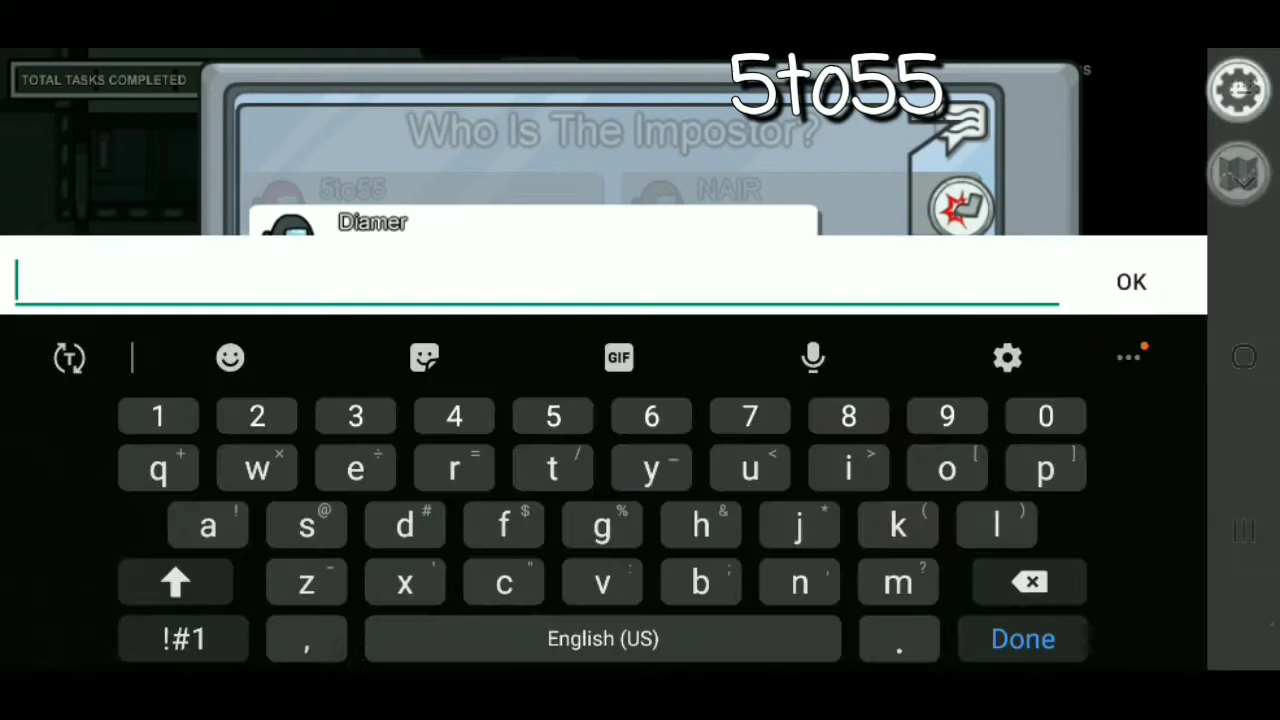 5to55
TOTAL TASKS COMPLETED
Who Is The Impostor?
5to55 NAIR
Diamer
OK
GIF
1 2 3 4 5 6 7 8 9 0
q + w × e ÷ r = t / y _ u < i > o [ p ]
a ! s @ d # f $ g % h & j * k ( l )
z - x ' c " v : b ; n , m ?
!#1 , English (US) . Done